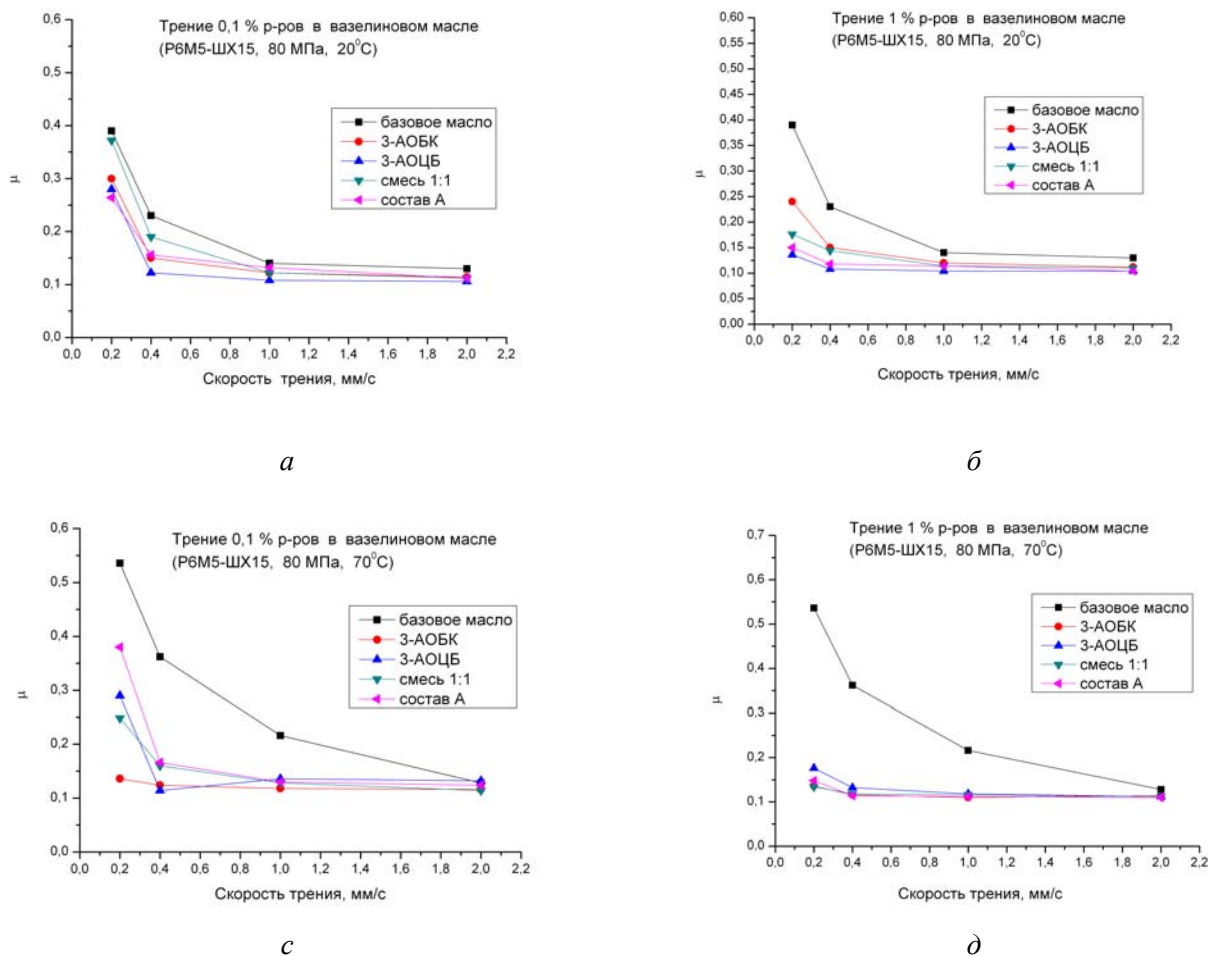 Трение 0,1 % р-ров в вазелиновом масле
(Р6М5-ШХ15, 80 МПа, 20⁰С)
базовое масло
3-АОБК
3-АОЦБ
смесь 1:1
состав А
μ
0,6
0,5
0,4
0,3
0,2
0,1
0,0
0,0 0,2 0,4 0,6 0,8 1,0 1,2 1,4 1,6 1,8 2,0 2,2
Скорость трения, мм/с
а
Трение 1 % р-ров в вазелиновом масле
(Р6М5-ШХ15, 80 МПа, 20⁰С)
базовое масло
3-АОБК
3-АОЦБ
смесь 1:1
состав А
μ
0,60
0,55
0,50
0,45
0,40
0,35
0,30
0,25
0,20
0,15
0,10
0,05
0,00
0,0 0,2 0,4 0,6 0,8 1,0 1,2 1,4 1,6 1,8 2,0 2,2
Скорость трения, мм/с
б
Трение 0,1 % р-ров в вазелиновом масле
(Р6М5-ШХ15, 80 МПа, 70⁰С)
базовое масло
3-АОБК
3-АОЦБ
смесь 1:1
состав А
μ
0,6
0,5
0,4
0,3
0,2
0,1
0,0
0,0 0,2 0,4 0,6 0,8 1,0 1,2 1,4 1,6 1,8 2,0 2,2
Скорость трения, мм/с
с
Трение 1 % р-ров в вазелиновом масле
(Р6М5-ШХ15, 80 МПа, 70⁰С)
базовое масло
3-АОБК
3-АОЦБ
смесь 1:1
состав А
μ
0,7
0,6
0,5
0,4
0,3
0,2
0,1
0,0
0,0 0,2 0,4 0,6 0,8 1,0 1,2 1,4 1,6 1,8 2,0 2,2
Скорость трения, мм/с
д